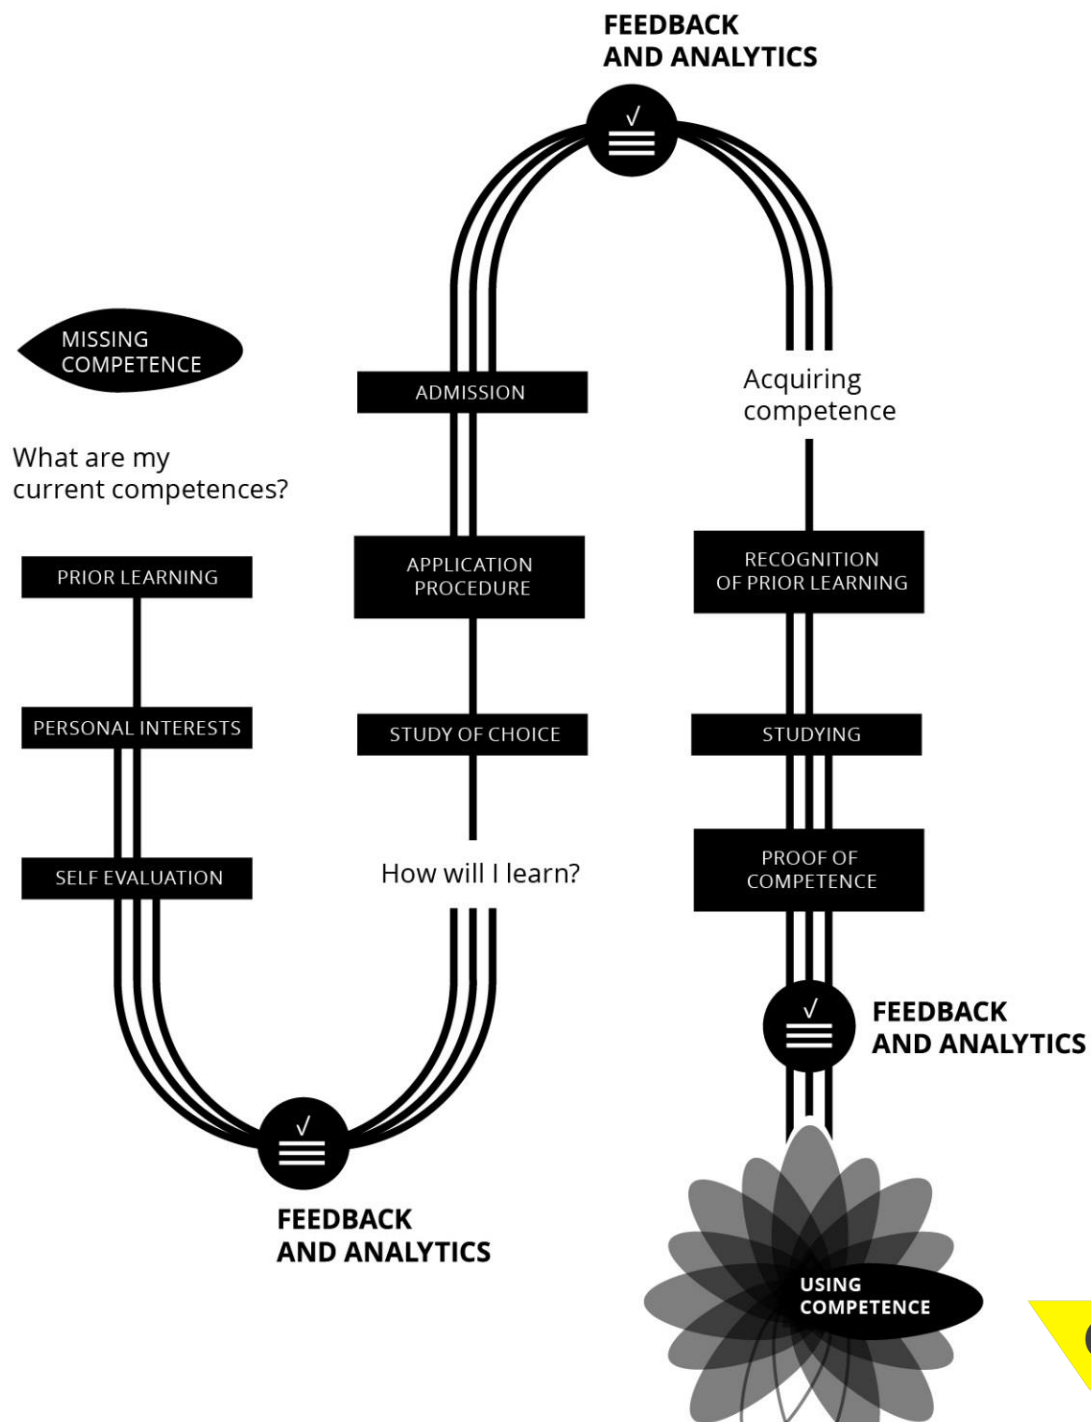 MISSING
COMPETENCE
What are my
current competences?
PRIOR LEARNING
PERSONAL INTERESTS
SELF EVALUATION
FEEDBACK
AND ANALYTICS
How will I learn?
STUDY OF CHOICE
APPLICATION
PROCEDURE
ADMISSION
FEEDBACK
AND ANALYTICS
Acquiring
competence
RECOGNITION
OF PRIOR LEARNING
STUDYING
PROOF OF
COMPETENCE
FEEDBACK
AND ANALYTICS
USING
COMPETENCE